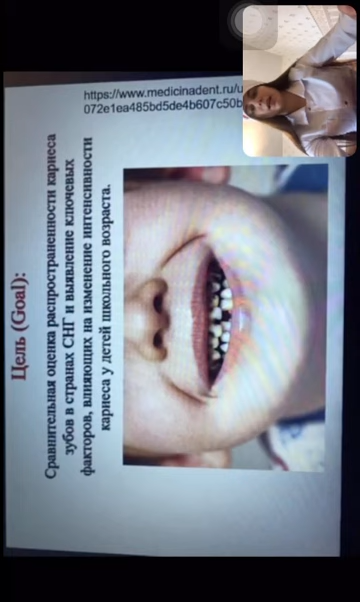 https://www.medicinadent.ru/u
072e1ea485bd5de4b607c50b
Цель (Goal):
Сравнительная оценка распространенности кариеса
зубов в странах СНГ и выявление ключевых
факторов, влияющих на изменение интенсивности
кариеса у детей школьного возраста.